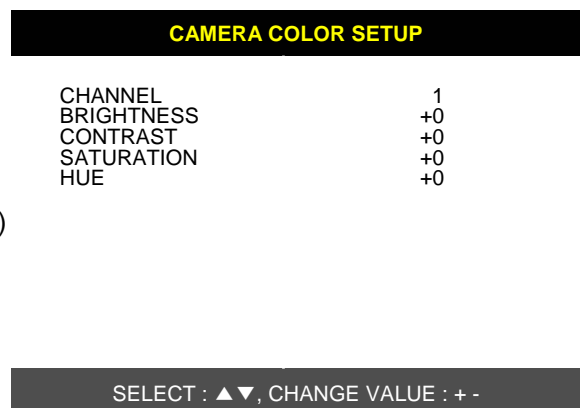 CAMERA COLOR SETUP
CHANNEL 1
BRIGHTNESS +0
CONTRAST +0
SATURATION +0
HUE +0
)
SELECT : ▲▼, CHANGE VALUE : + -